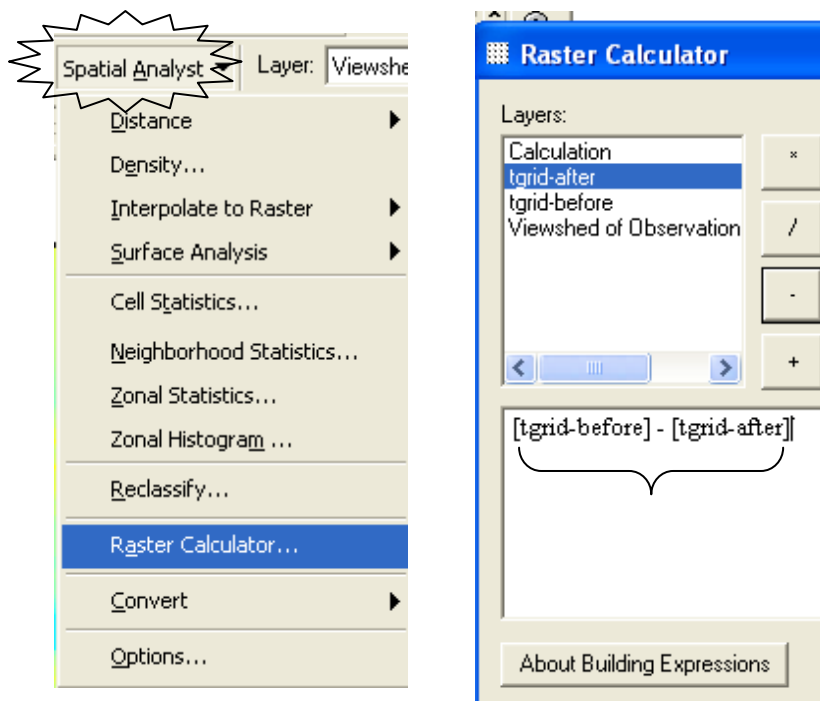 Spatial Analyst
Layer:
Viewshe
Distance
Density...
Interpolate to Raster
Surface Analysis
Cell Statistics...
Neighborhood Statistics...
Zonal Statistics...
Zonal Histogram ...
Reclassify...
Raster Calculator...
Convert
Options...
Raster Calculator
Layers:
Calculation
tgrid-after
tgrid-before
Viewshed of Observation
*
/
-
+
[tgrid-before] - [tgrid-after]
About Building Expressions